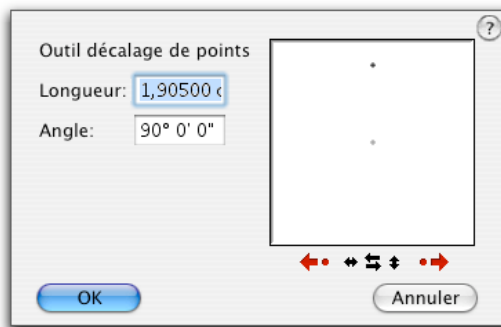 ?
Outil décalage de points
Longueur: 1,90500 c
Angle: 90° 0' 0"
OK Annuler